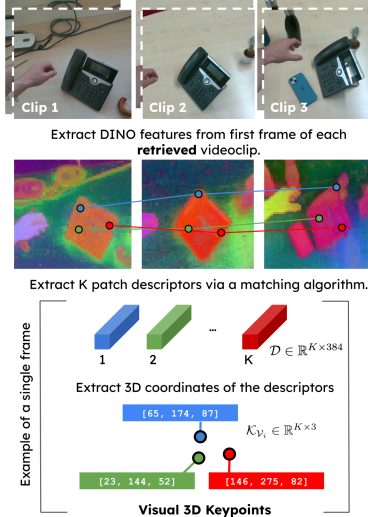 Clip 1
Clip 2
Clip 3
Extract DINO features from first frame of each
retrieved videoclip.
Extract K patch descriptors via a matching algorithm.
Example of a single frame
1
2
...
K
𝒟 ∈ ℝ^{K×384}
Extract 3D coordinates of the descriptors
[65, 174, 87]
𝒦_{𝒱_i} ∈ ℝ^{K×3}
[23, 144, 52]
[146, 275, 82]
Visual 3D Keypoints